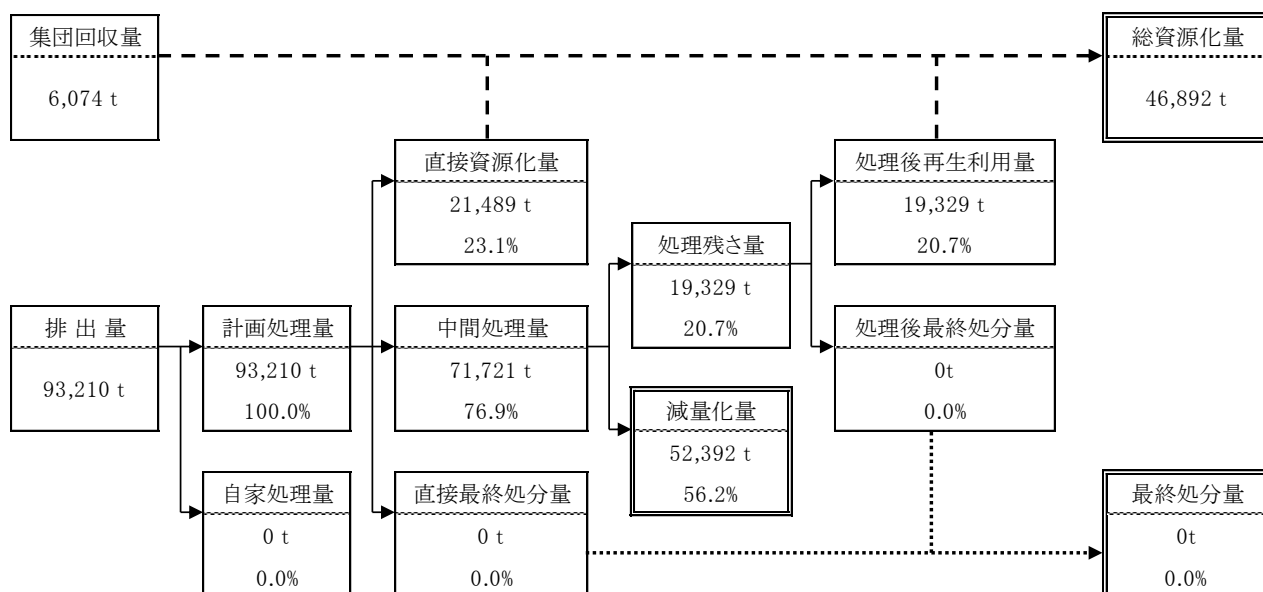 集団回収量
6,074 t
総資源化量
46,892 t
直接資源化量
21,489 t
23.1%
処理後再生利用量
19,329 t
20.7%
処理残さ量
19,329 t
20.7%
排 出 量
93,210 t
計画処理量
93,210 t
100.0%
中間処理量
71,721 t
76.9%
処理後最終処分量
0t
0.0%
減量化量
52,392 t
56.2%
自家処理量
0 t
0.0%
直接最終処分量
0 t
0.0%
最終処分量
0t
0.0%